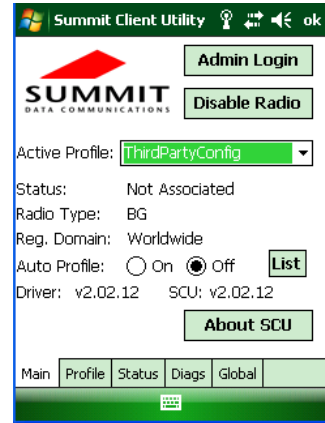 Summit Client Utility ok
Admin Login
SUMMIT
DATA COMMUNICATIONS
Disable Radio
Active Profile: ThirdPartyConfig
Status: Not Associated
Radio Type: BG
Reg. Domain: Worldwide
Auto Profile: On Off List
Driver: v2.02.12 SCU: v2.02.12
About SCU
Main Profile Status Diags Global